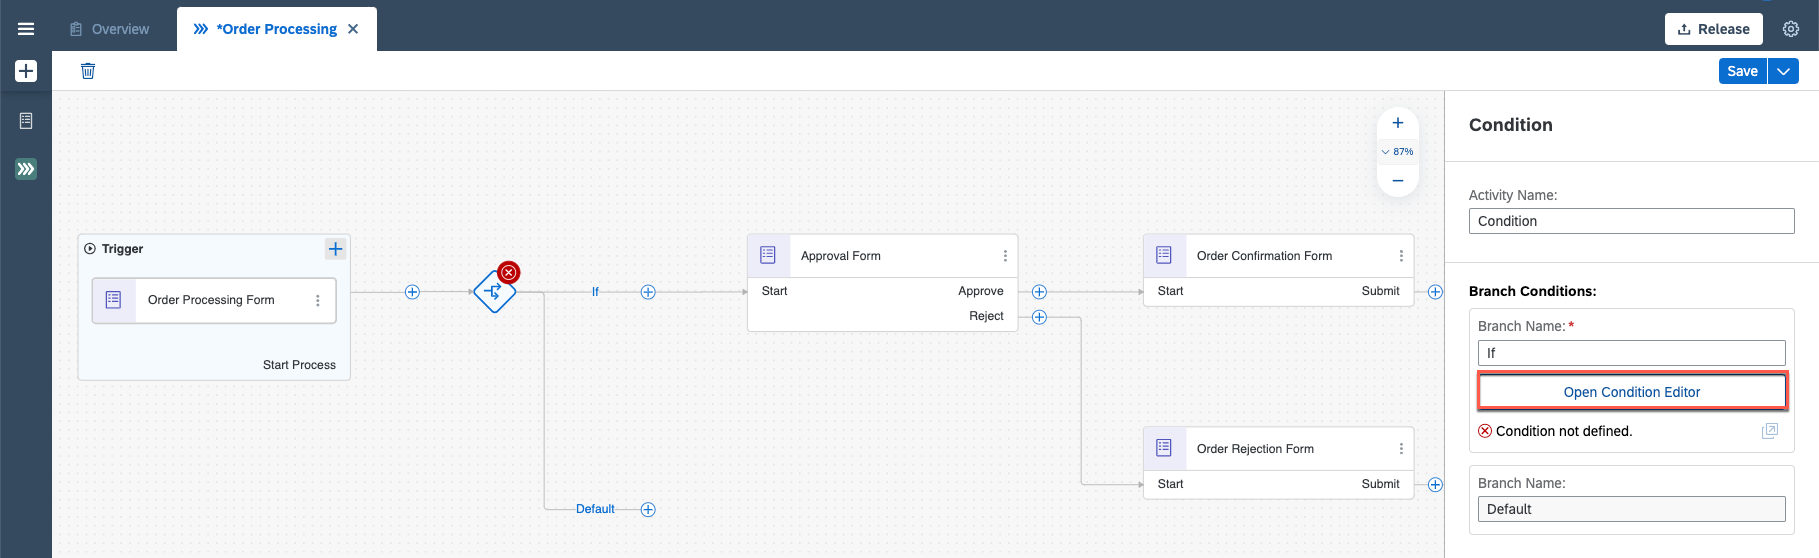 Overview
*Order Processing
Release
Save
87%
Trigger
Order Processing Form
Start Process
If
Default
Approval Form
Start
Approve
Reject
Order Confirmation Form
Start
Submit
Order Rejection Form
Start
Submit
Condition
Activity Name:
Condition
Branch Conditions:
Branch Name: *
If
Open Condition Editor
Condition not defined.
Branch Name:
Default